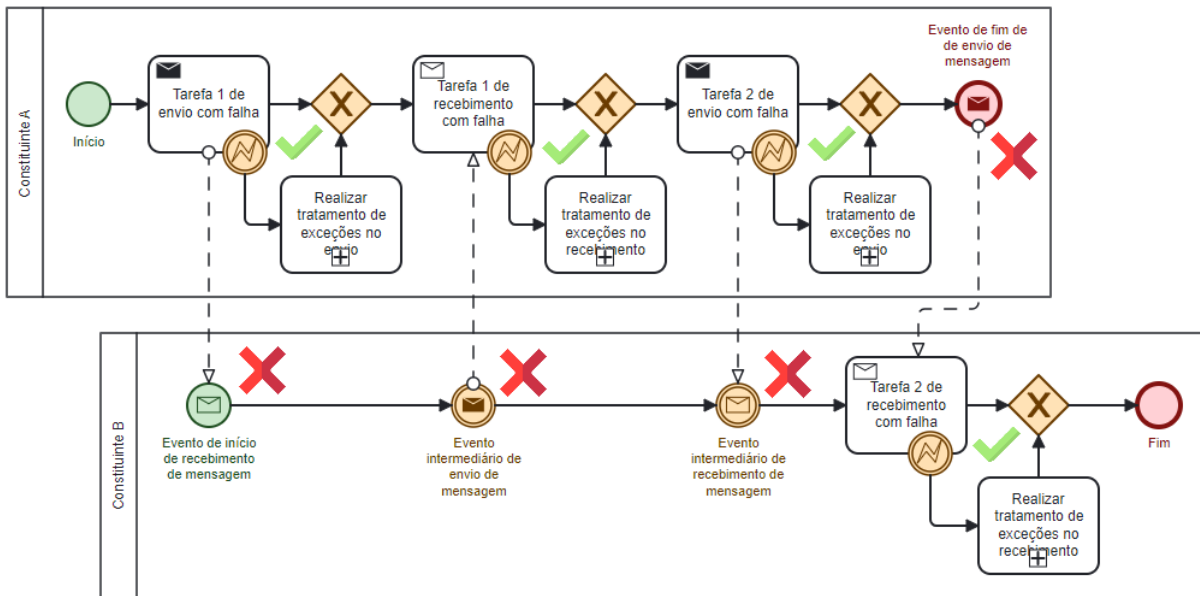 Constituinte A
Início
Tarefa 1 de
envio com falha
Realizar
tratamento de
exceções no
envio
Tarefa 1 de
recebimento
com falha
Realizar
tratamento de
exceções no
recebimento
Tarefa 2 de
envio com falha
Realizar
tratamento de
exceções no
envio
Evento de fim de
de envio de
mensagem
Constituinte B
Evento de início
de recebimento
de mensagem
Evento
intermediário de
envio de
mensagem
Evento
intermediário de
recebimento de
mensagem
Tarefa 2 de
recebimento
com falha
Realizar
tratamento de
exceções no
recebimento
Fim